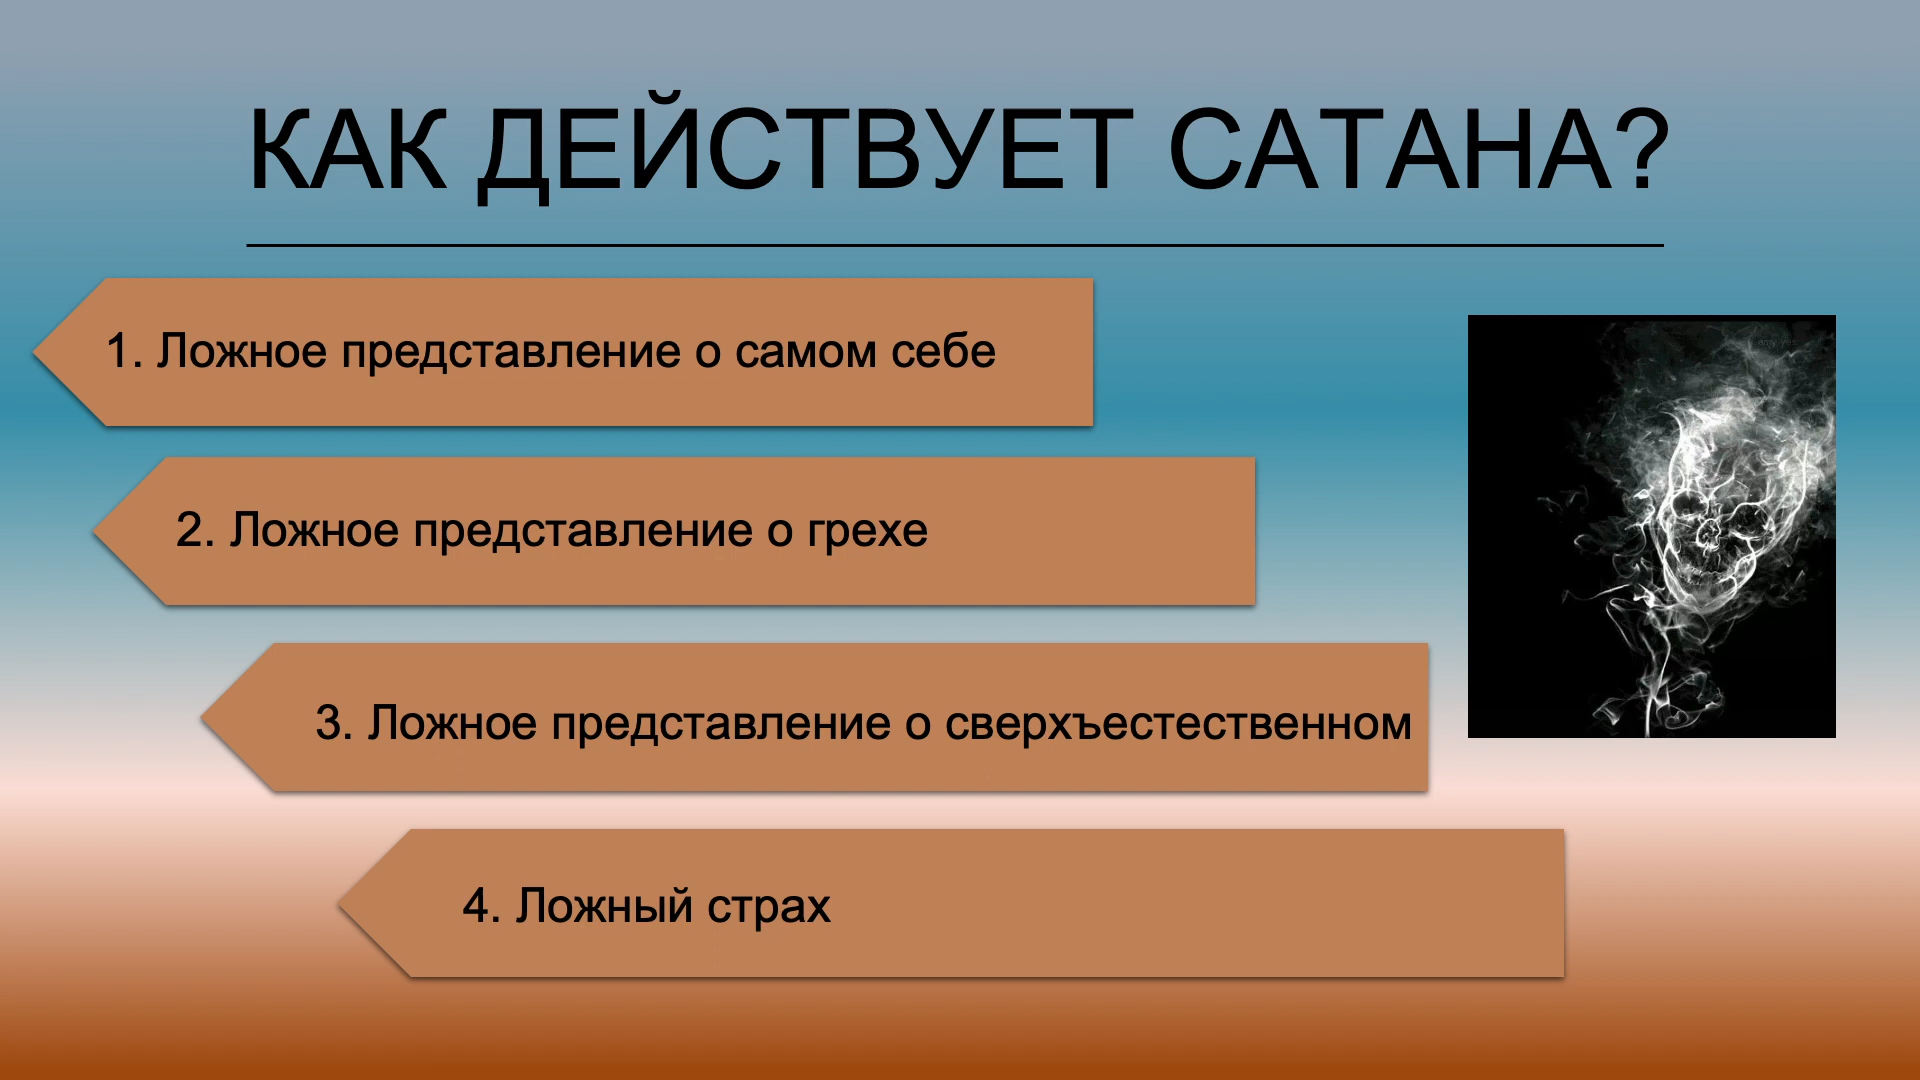 КАК ДЕЙСТВУЕТ САТАНА?
1. Ложное представление о самом себе
2. Ложное представление о грехе
3. Ложное представление о сверхъестественном
4. Ложный страх